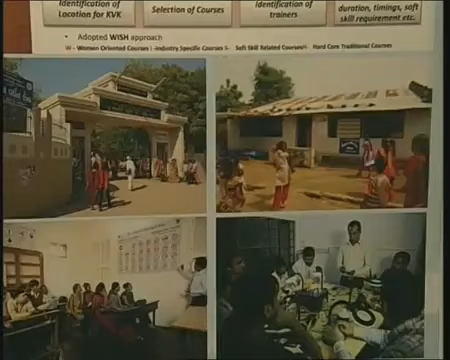 Identification of
Location for KVK
Selection of Courses
Identification of
trainers
duration, timings, soft
skill requirement etc.
• Adopted WISH approach
W – Women Oriented Courses I -Industry Specific Courses S- Soft Skill Related Courses H- Hard Core Traditional Courses